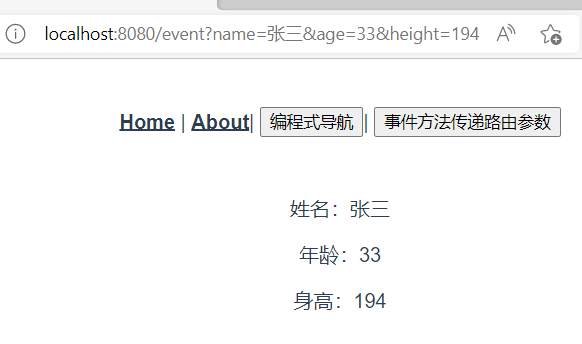 localhost:8080/event?name=张三&age=33&height=194
Home | About| 编程式导航 | 事件方法传递路由参数
姓名：张三
年龄：33
身高：194